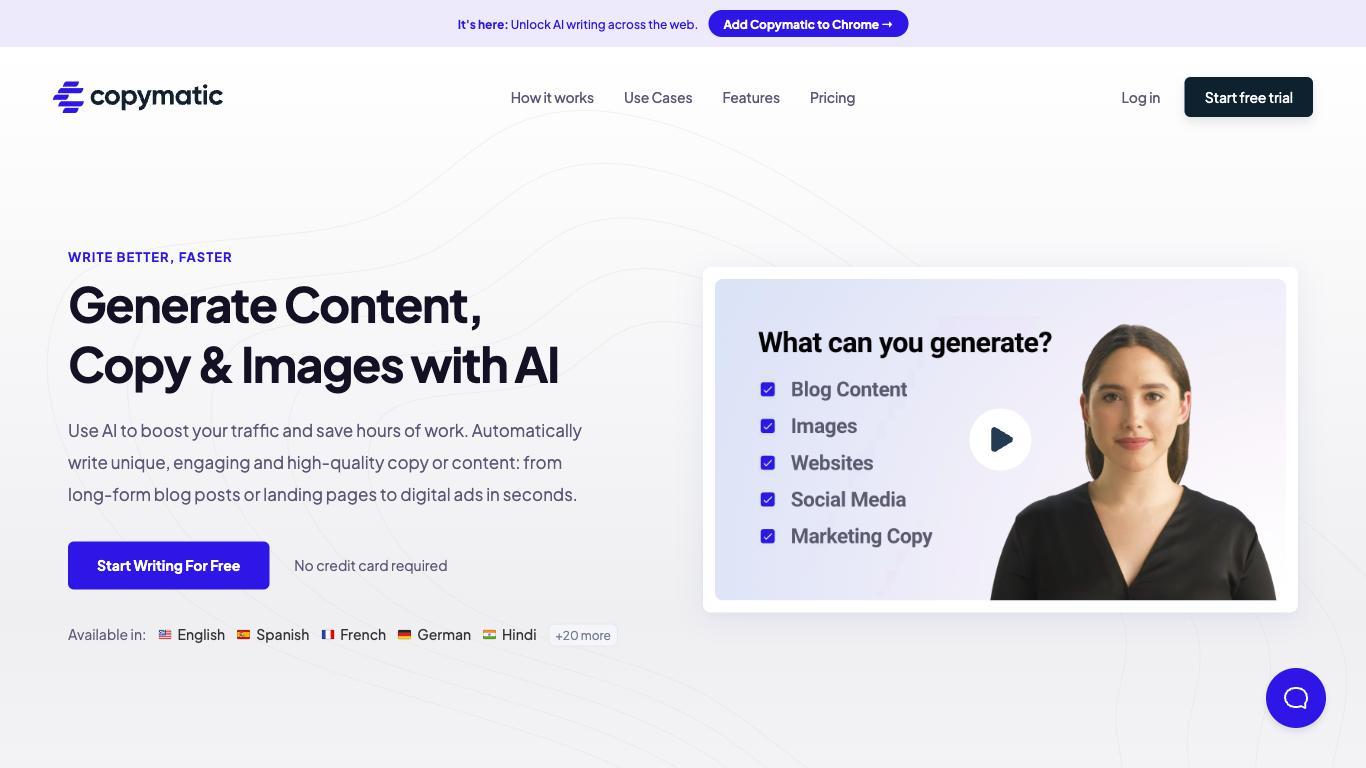 It's here: Unlock AI writing across the web. Add Copymatic to Chrome →
copymatic How it works Use Cases Features Pricing Log in Start free trial
WRITE BETTER, FASTER
Generate Content,
Copy & Images with AI
Use AI to boost your traffic and save hours of work. Automatically
write unique, engaging and high-quality copy or content: from
long-form blog posts or landing pages to digital ads in seconds.
Start Writing For Free No credit card required
Available in: English Spanish French German Hindi +20 more
What can you generate?
Blog Content
Images
Websites
Social Media
Marketing Copy